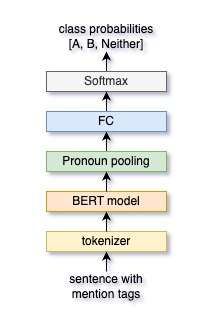 class probabilities
[A, B, Neither]
Softmax
FC
Pronoun pooling
BERT model
tokenizer
sentence with
mention tags